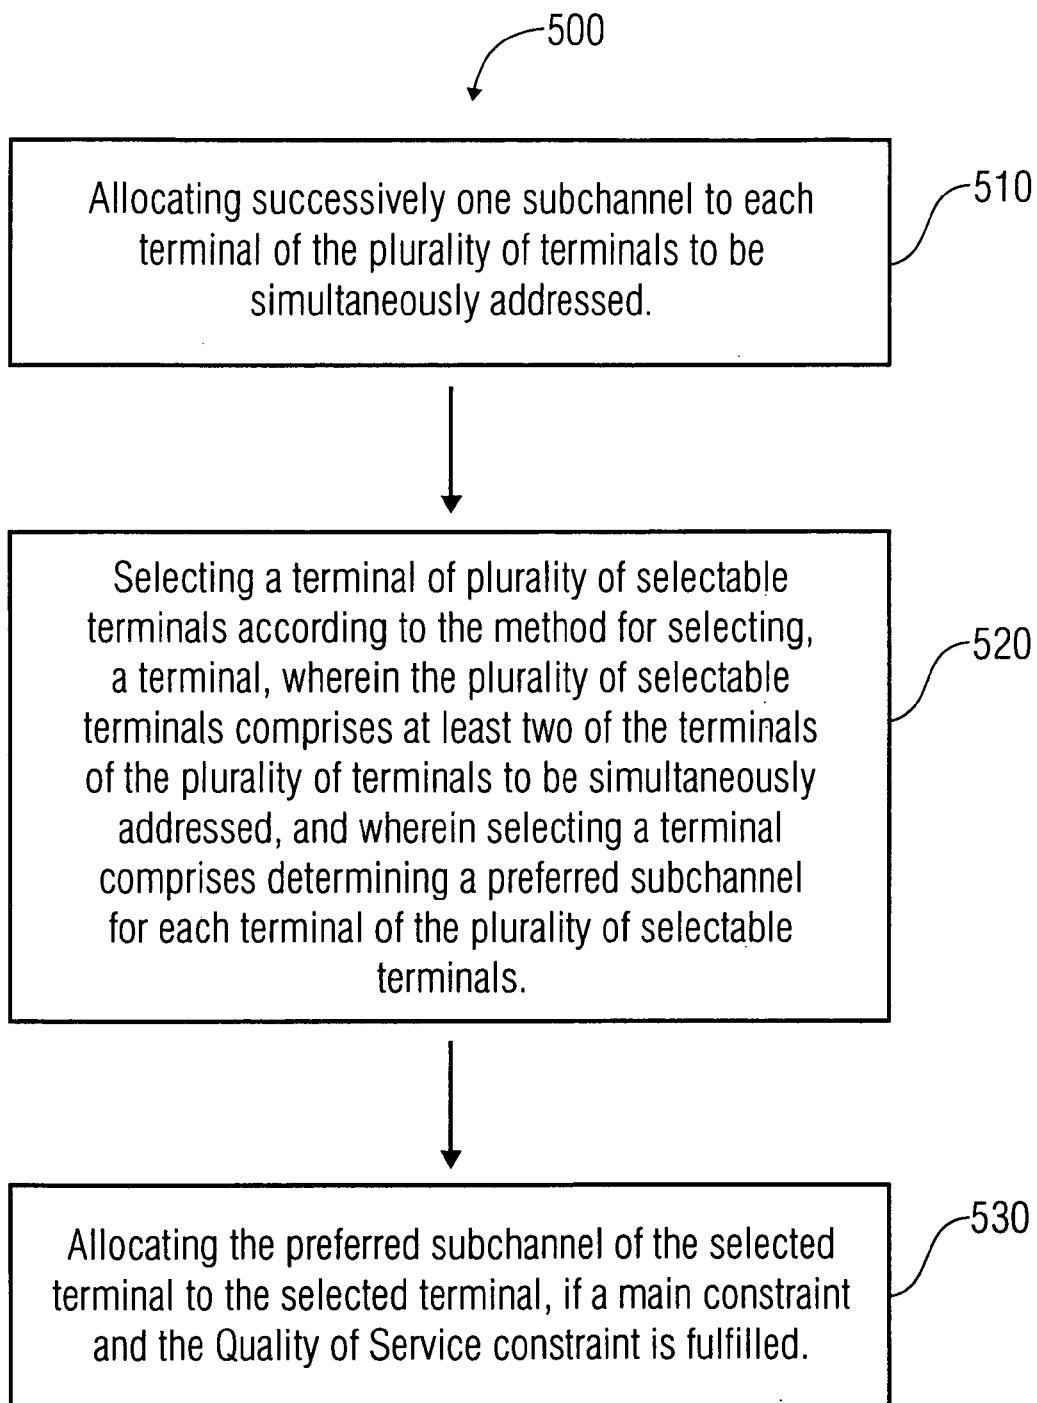 500
Allocating successively one subchannel to each
terminal of the plurality of terminals to be
simultaneously addressed.
510
Selecting a terminal of plurality of selectable
terminals according to the method for selecting,
a terminal, wherein the plurality of selectable
terminals comprises at least two of the terminals
of the plurality of terminals to be simultaneously
addressed, and wherein selecting a terminal
comprises determining a preferred subchannel
for each terminal of the plurality of selectable
terminals.
520
Allocating the preferred subchannel of the selected
terminal to the selected terminal, if a main constraint
and the Quality of Service constraint is fulfilled.
530